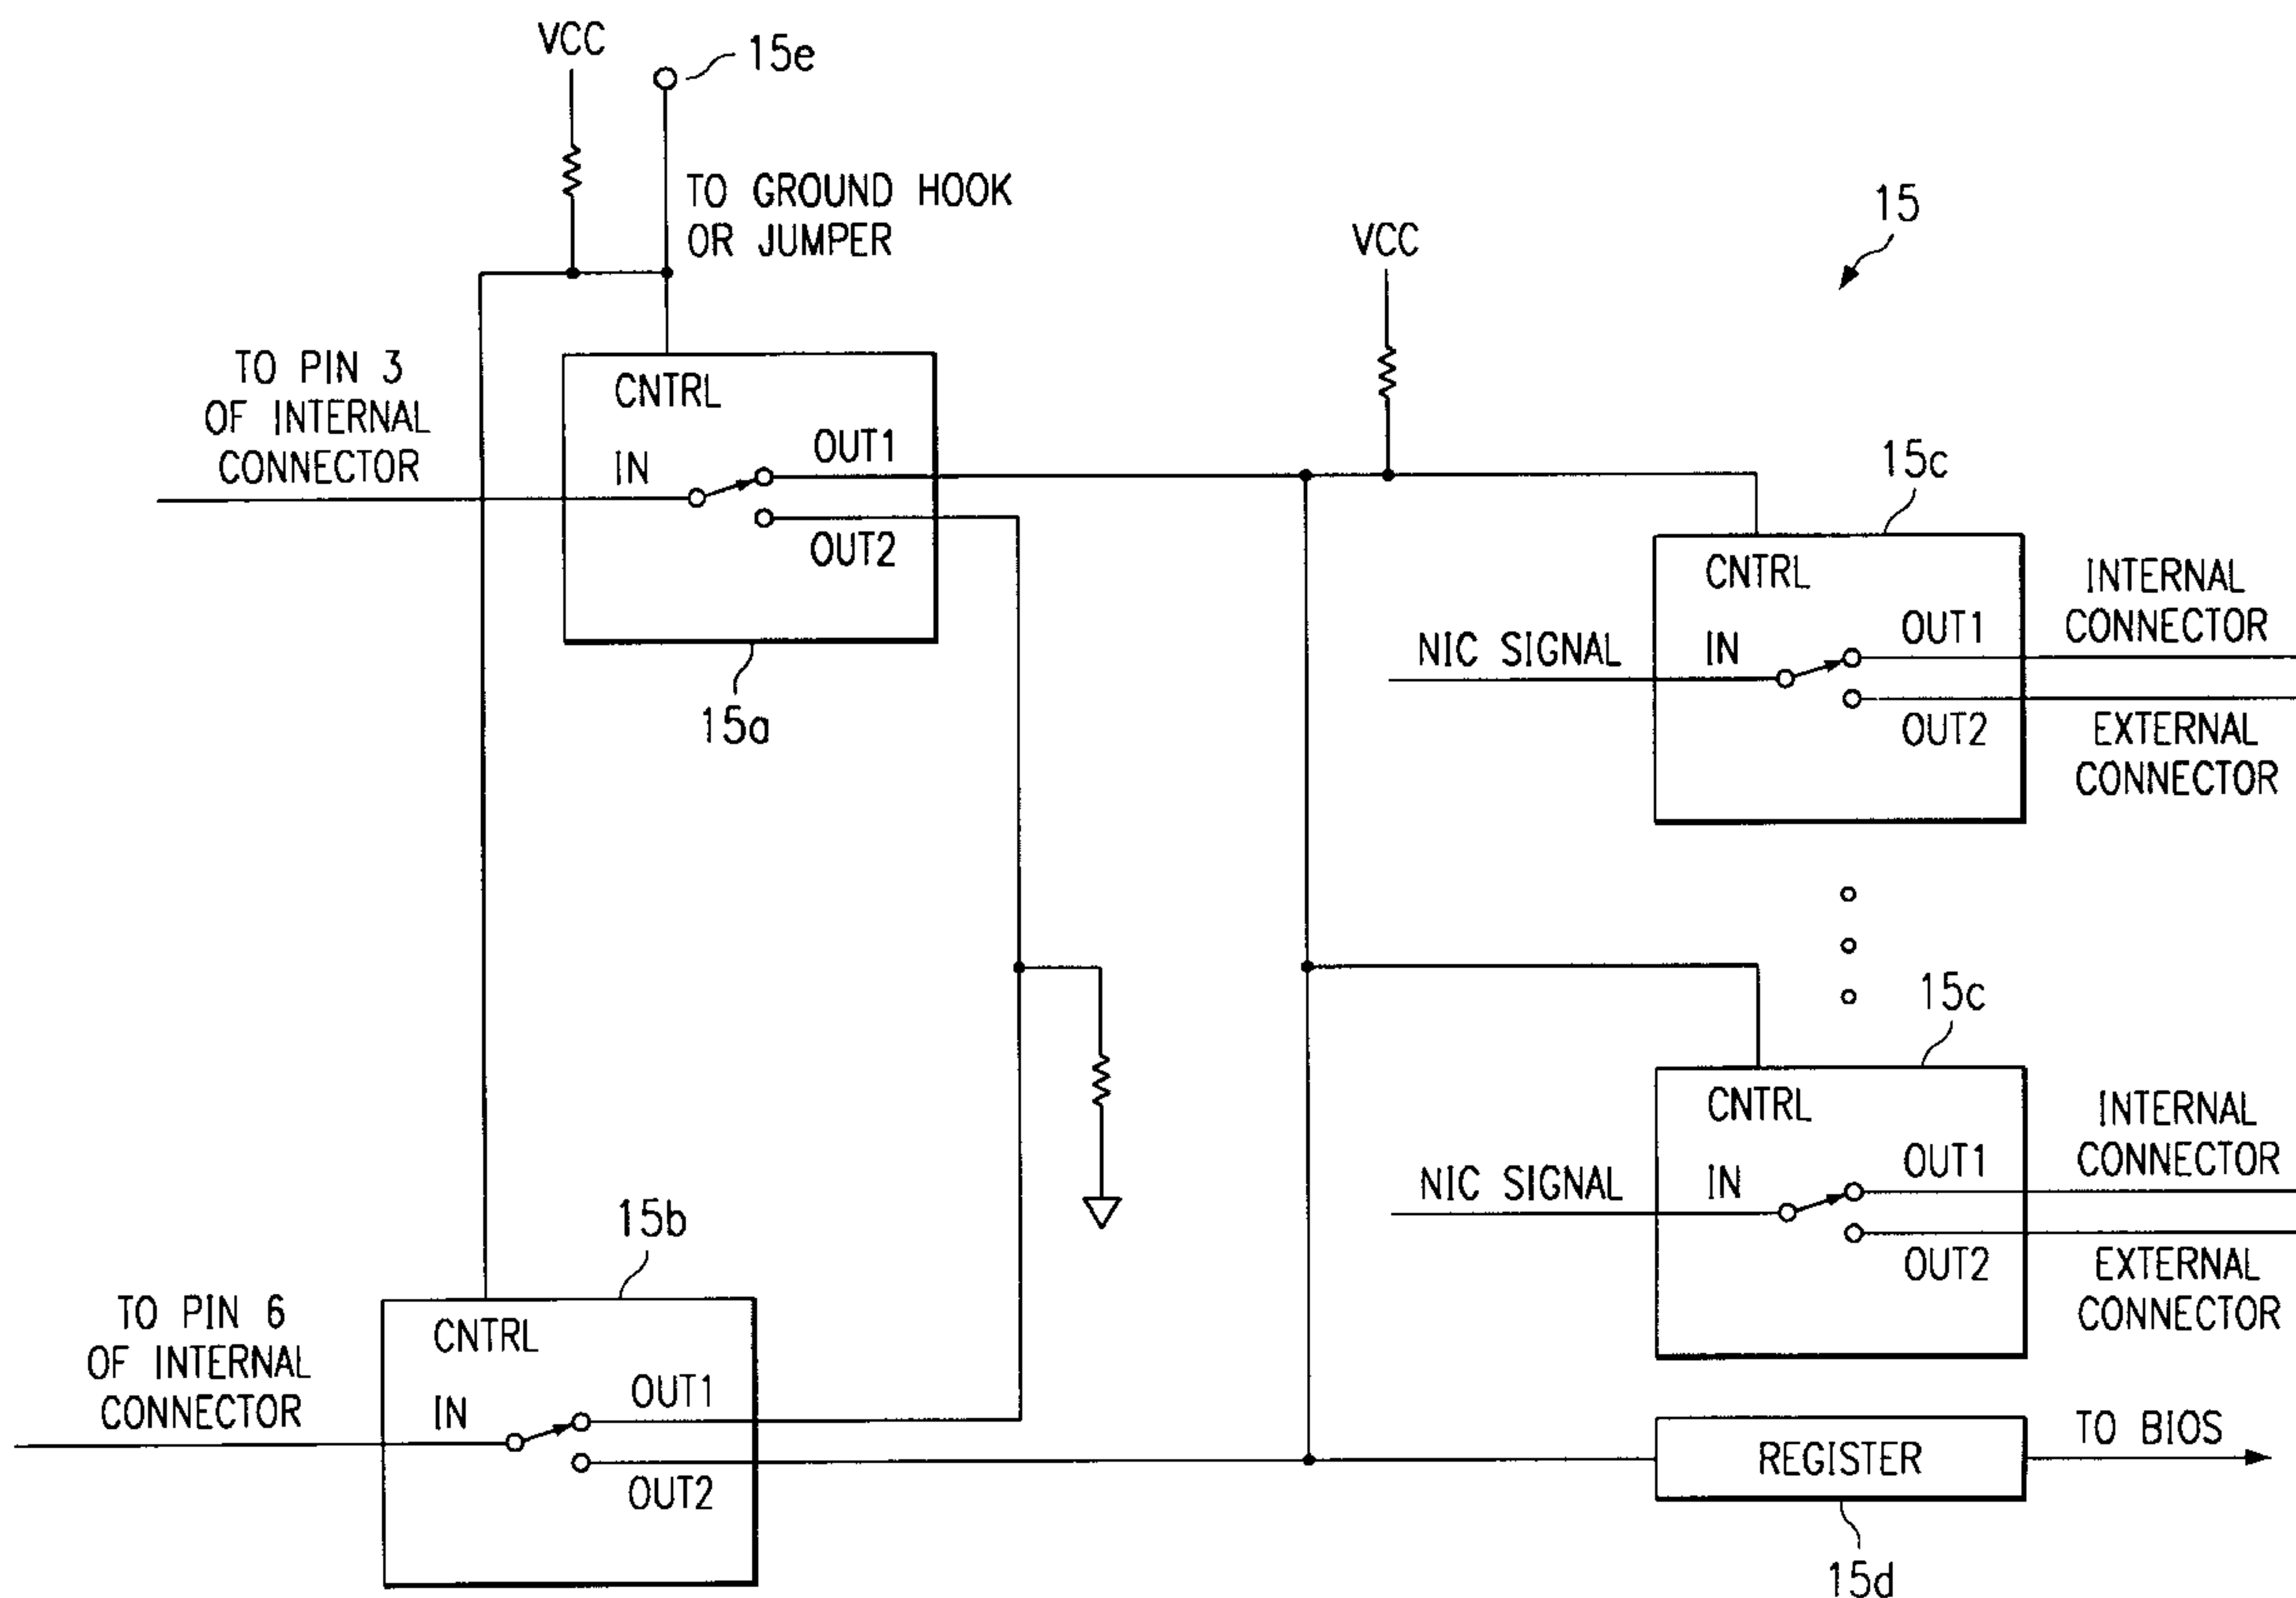 VCC
15e
TO GROUND HOOK
OR JUMPER
15
VCC
TO PIN 3
OF INTERNAL
CONNECTOR
CNTRL
IN
OUT1
OUT2
15a
15c
CNTRL
NIC SIGNAL
IN
OUT1
OUT2
INTERNAL
CONNECTOR
EXTERNAL
CONNECTOR
15c
CNTRL
NIC SIGNAL
IN
OUT1
OUT2
INTERNAL
CONNECTOR
EXTERNAL
CONNECTOR
15b
TO PIN 6
OF INTERNAL
CONNECTOR
CNTRL
IN
OUT1
OUT2
REGISTER
TO BIOS
15d